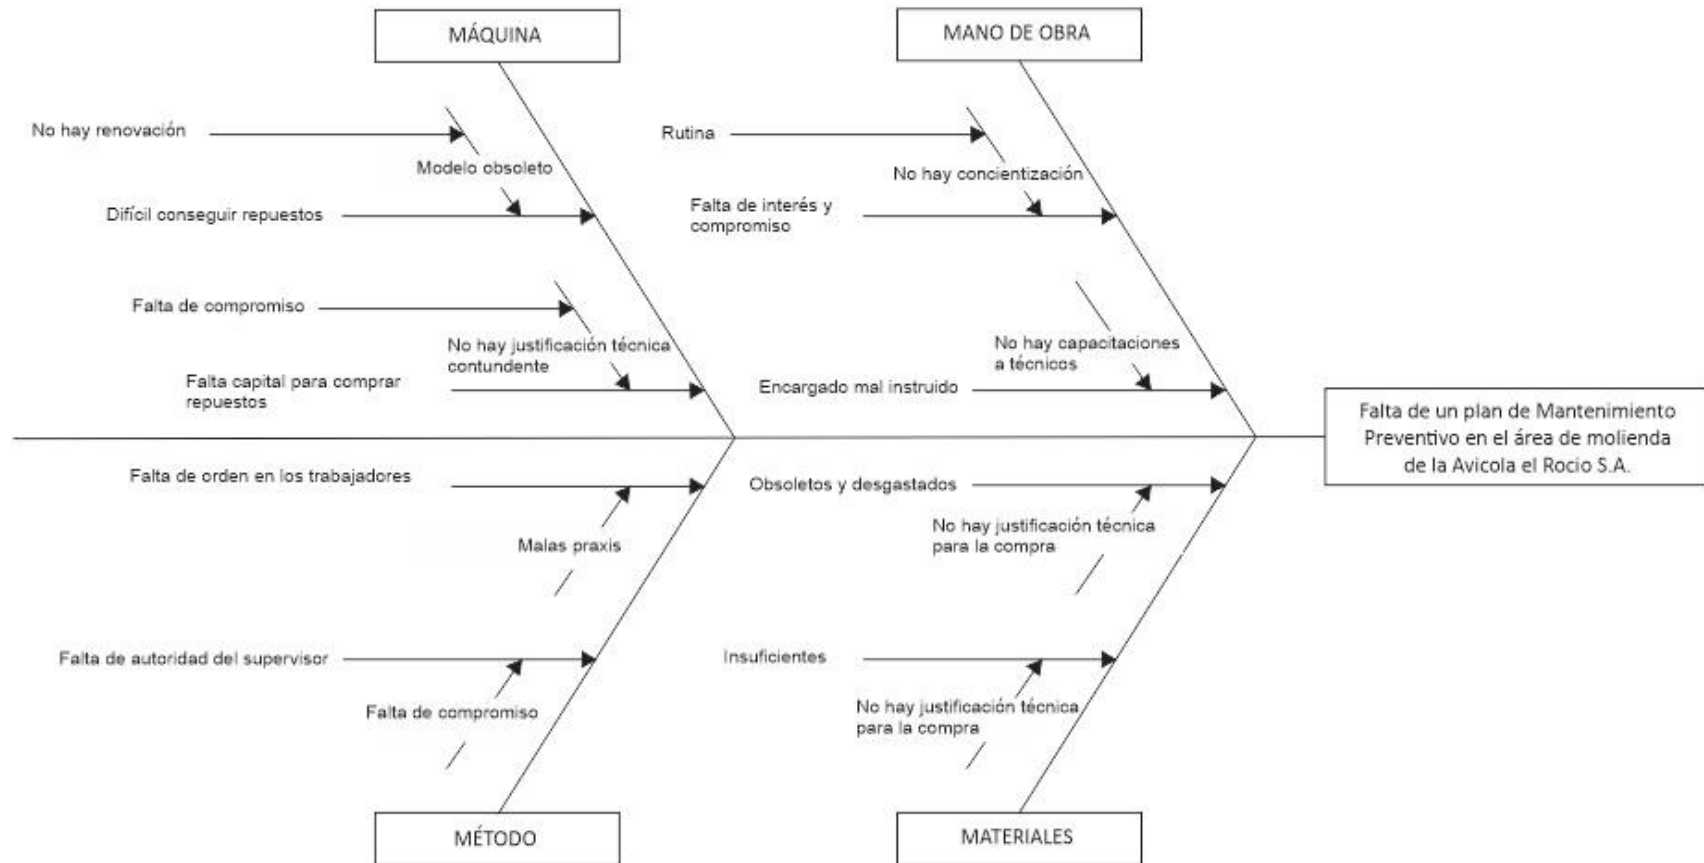 MÁQUINA
MANO DE OBRA
No hay renovación
Rutina
Modelo obsoleto
No hay concientización
Difícil conseguir repuestos
Falta de interés y
compromiso
Falta de compromiso
No hay justificación técnica
contundente
No hay capacitaciones
a técnicos
Falta capital para comprar
repuestos
Encargado mal instruido
Falta de un plan de Mantenimiento
Preventivo en el área de molienda
de la Avicola el Rocio S.A.
Falta de orden en los trabajadores
Obsoletos y desgastados
Malas praxis
No hay justificación técnica
para la compra
Falta de autoridad del supervisor
Insuficientes
Falta de compromiso
No hay justificación técnica
para la compra
MÉTODO
MATERIALES